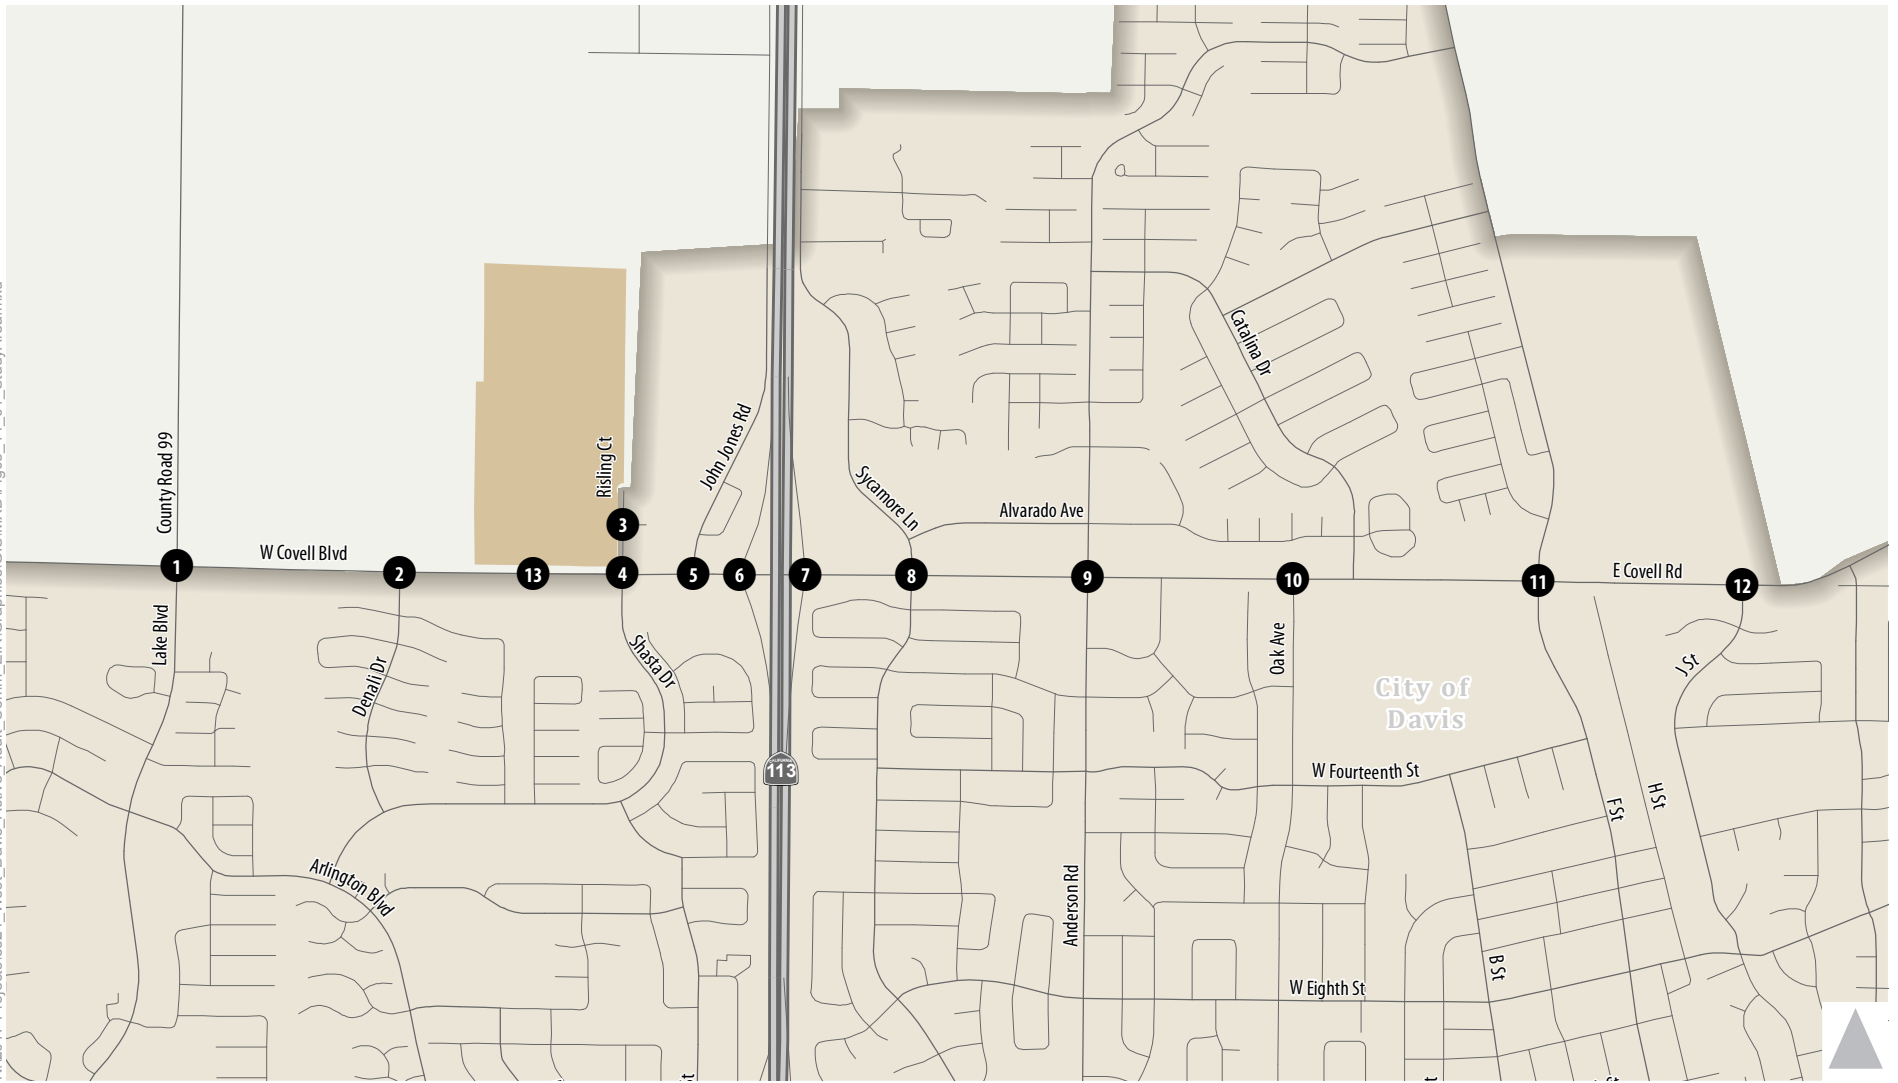 Catalina Dr
John Jones Rd
Risling Ct
County Road 99
Sycamore Ln
Alvarado Ave
3
W Covell Blvd
E Covell Rd
1
2
13
4
5
6
7
8
9
10
11
12
Lake Blvd
Denali Dr
Shasta Dr
Oak Ave
J St
City of
Davis
CALIFORNIA
113
W Fourteenth St
F St
H St
Arlington Blvd
Anderson Rd
B St
W Eighth St